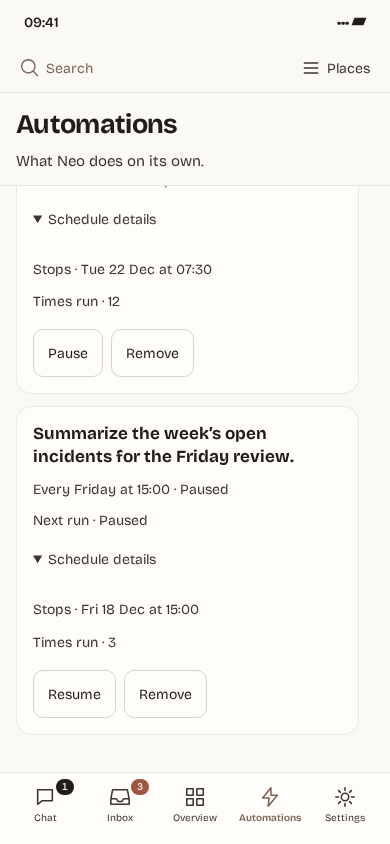 09:41
Search
Places
Automations
What Neo does on its own.
Schedule details
Stops · Tue 22 Dec at 07:30
Times run · 12
Pause
Remove
Summarize the week’s open
incidents for the Friday review.
Every Friday at 15:00 · Paused
Next run · Paused
Schedule details
Stops · Fri 18 Dec at 15:00
Times run · 3
Resume
Remove
1
3
Chat
Inbox
Overview
Automations
Settings